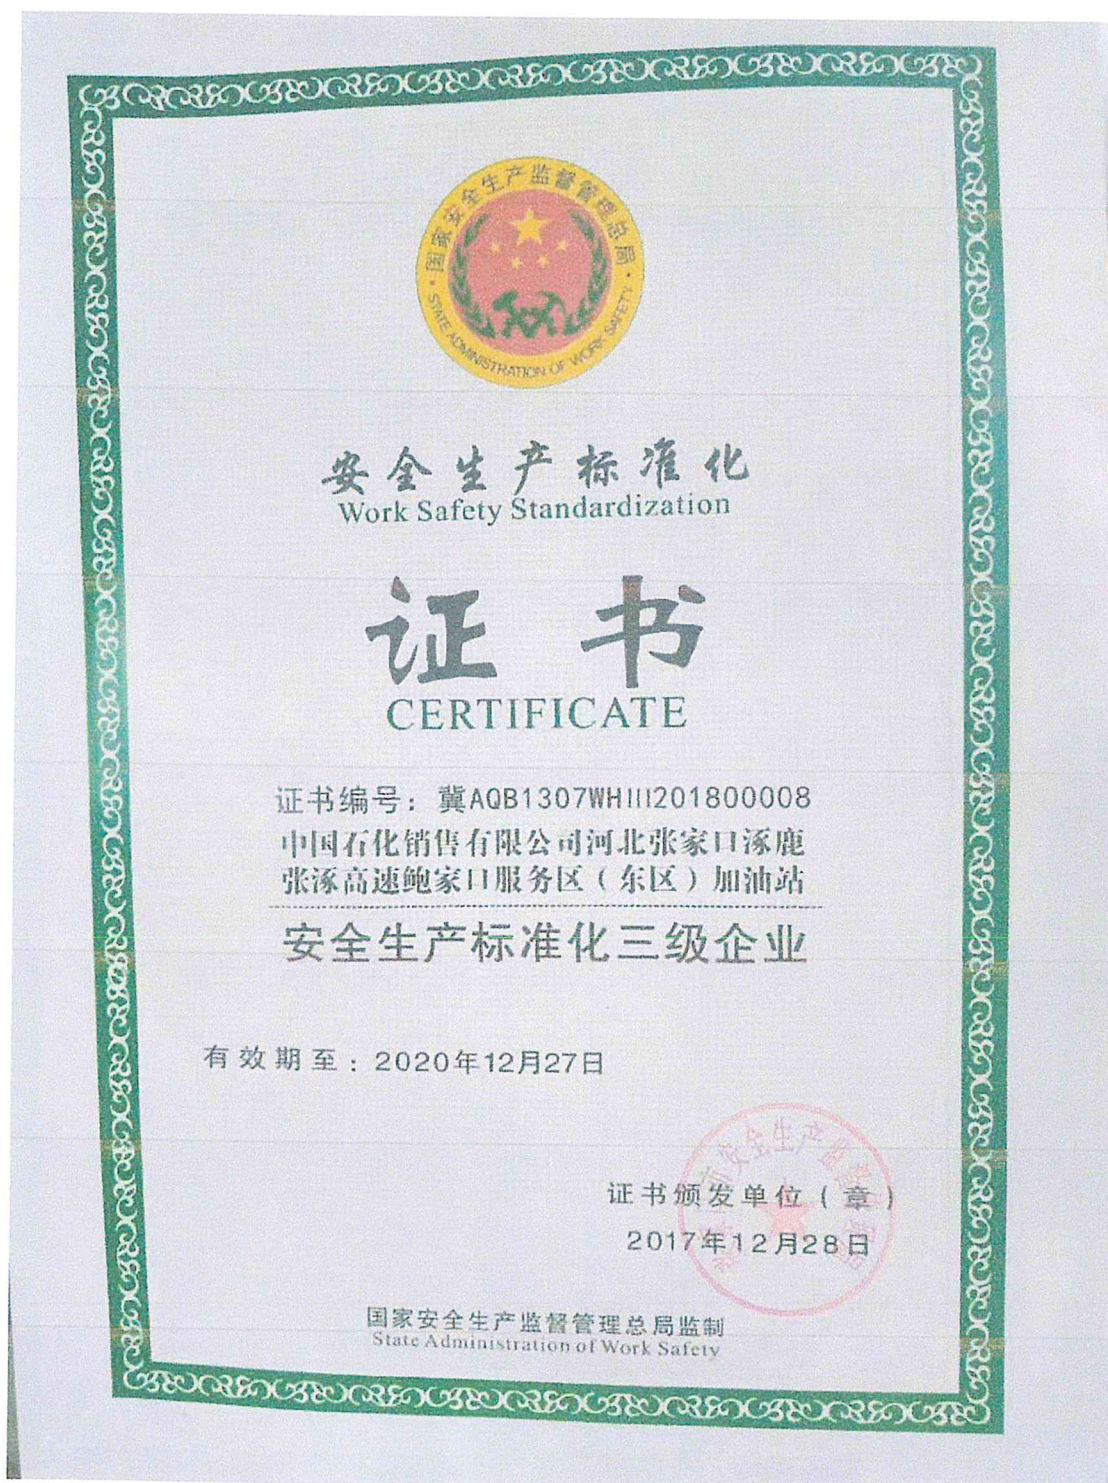 国家安全生产监督管理总局
STATE ADMINISTRATION OF WORK SAFETY
安全生产标准化
Work Safety Standardization
证书
CERTIFICATE
证书编号：冀AQB1307WHIII201800008
中国石化销售有限公司河北张家口涿鹿
张涿高速鲍家口服务区（东区）加油站
安全生产标准化三级企业
有效期至：2020年12月27日
市安全生产监督
证书颁发单位（章）
2017年12月28日
国家安全生产监督管理总局监制
State Administration of Work Safety